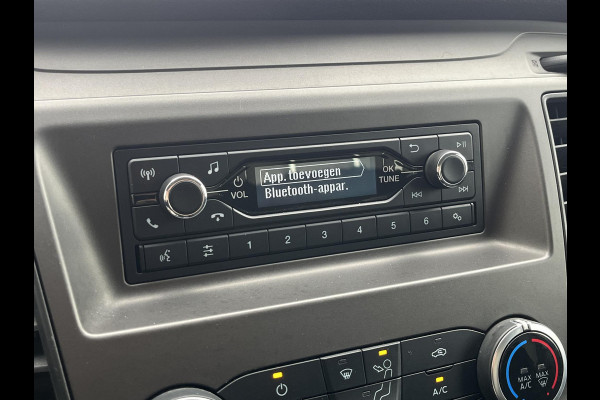 App. toevoegen
Bluetooth-appar.
VOL
OK
TUNE
1 2 3 4 5 6
A/C
MAX A/C
MAX